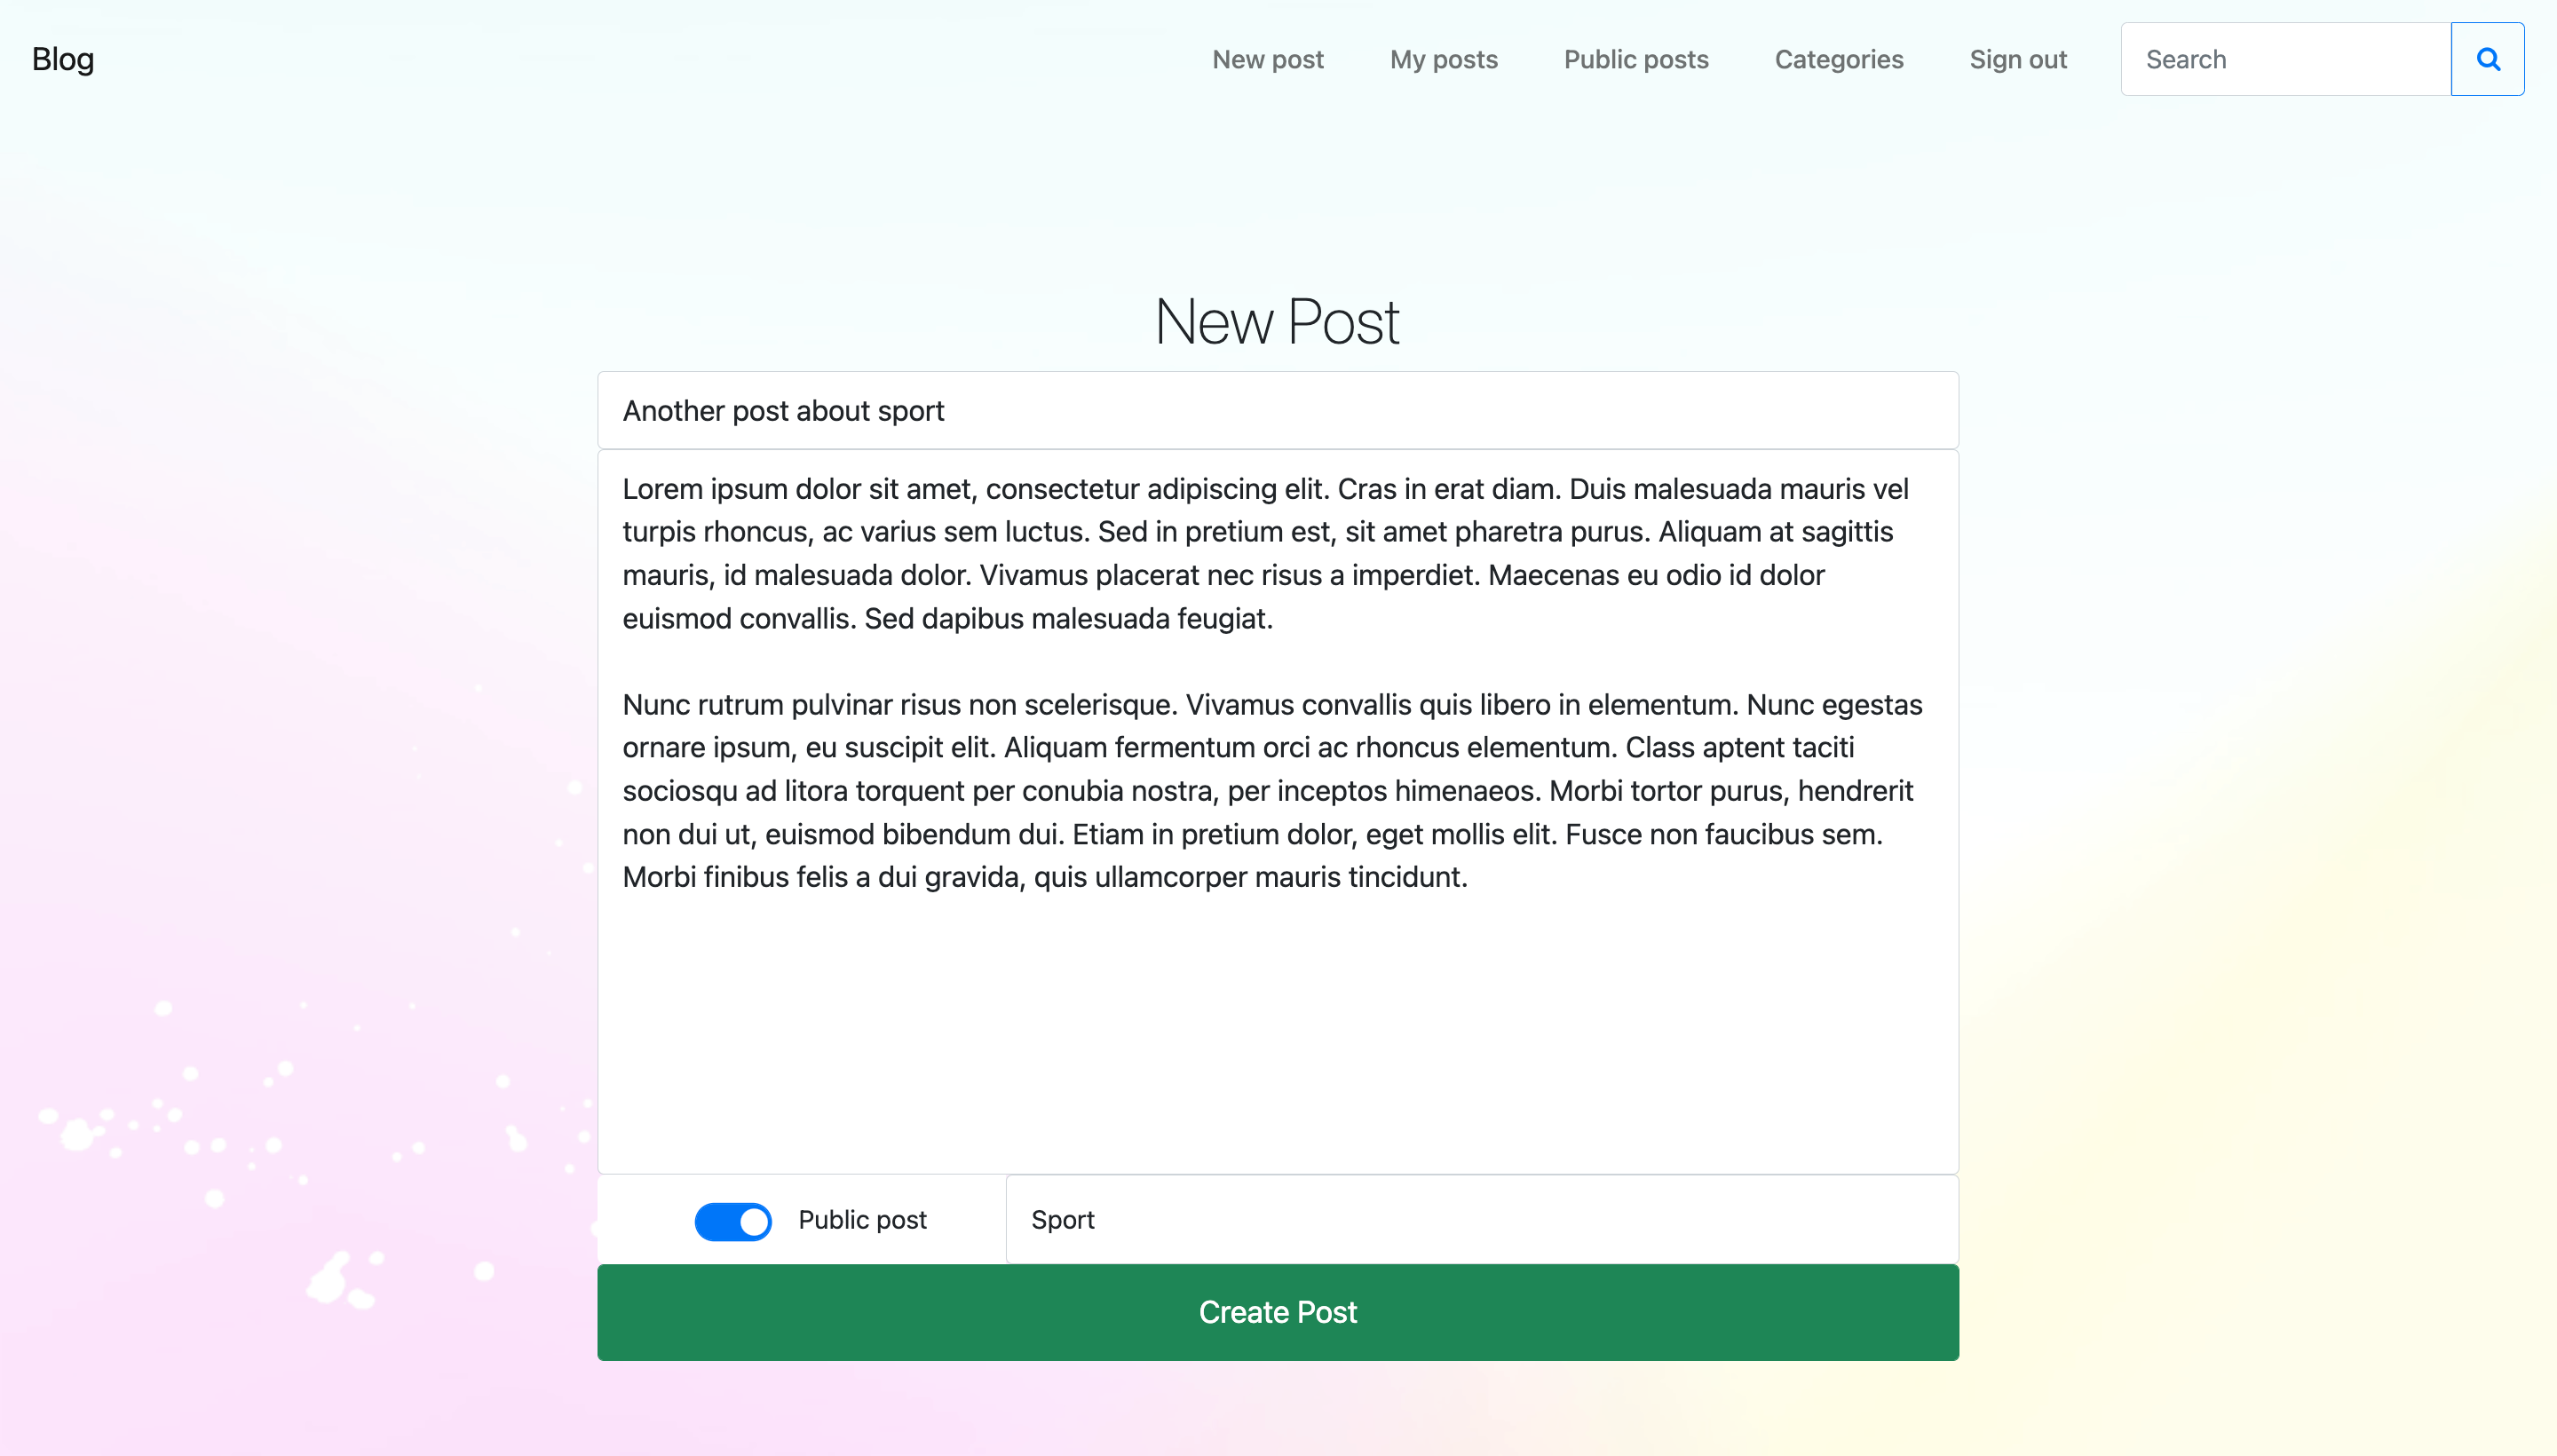 Blog
New post
My posts
Public posts
Categories
Sign out
Search
New Post
Another post about sport
Lorem ipsum dolor sit amet, consectetur adipiscing elit. Cras in erat diam. Duis malesuada mauris vel
turpis rhoncus, ac varius sem luctus. Sed in pretium est, sit amet pharetra purus. Aliquam at sagittis
mauris, id malesuada dolor. Vivamus placerat nec risus a imperdiet. Maecenas eu odio id dolor
euismod convallis. Sed dapibus malesuada feugiat.
Nunc rutrum pulvinar risus non scelerisque. Vivamus convallis quis libero in elementum. Nunc egestas
ornare ipsum, eu suscipit elit. Aliquam fermentum orci ac rhoncus elementum. Class aptent taciti
sociosqu ad litora torquent per conubia nostra, per inceptos himenaeos. Morbi tortor purus, hendrerit
non dui ut, euismod bibendum dui. Etiam in pretium dolor, eget mollis elit. Fusce non faucibus sem.
Morbi finibus felis a dui gravida, quis ullamcorper mauris tincidunt.
Public post
Sport
Create Post